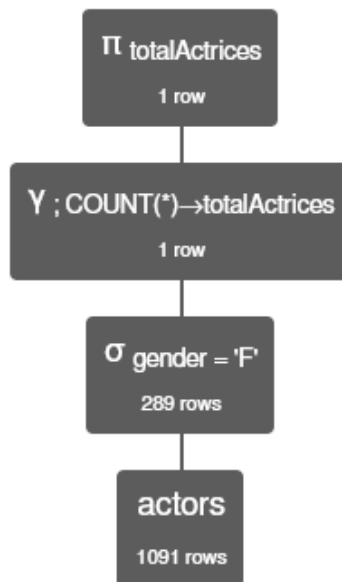 π totalActrices
1 row
γ ; COUNT(*)→totalActrices
1 row
σ gender = 'F'
289 rows
actors
1091 rows